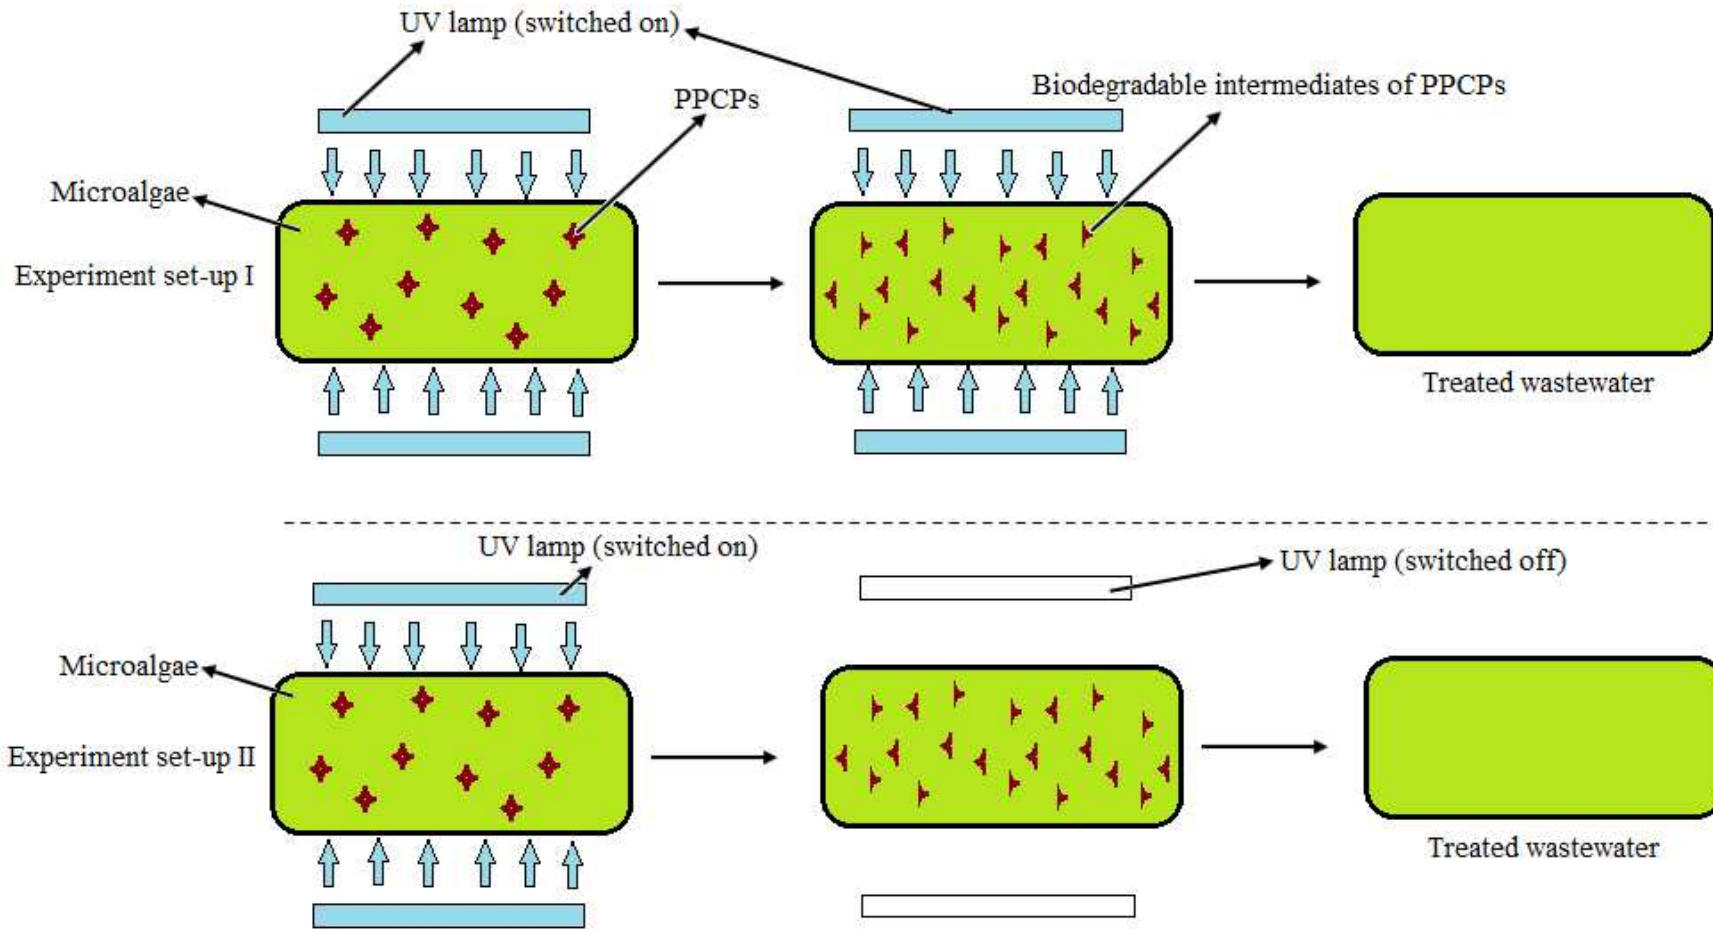 UV lamp (switched on)
PPCPs
Biodegradable intermediates of PPCPs
Microalgae
Experiment set-up I
Treated wastewater
UV lamp (switched on)
UV lamp (switched off)
Microalgae
Experiment set-up II
Treated wastewater